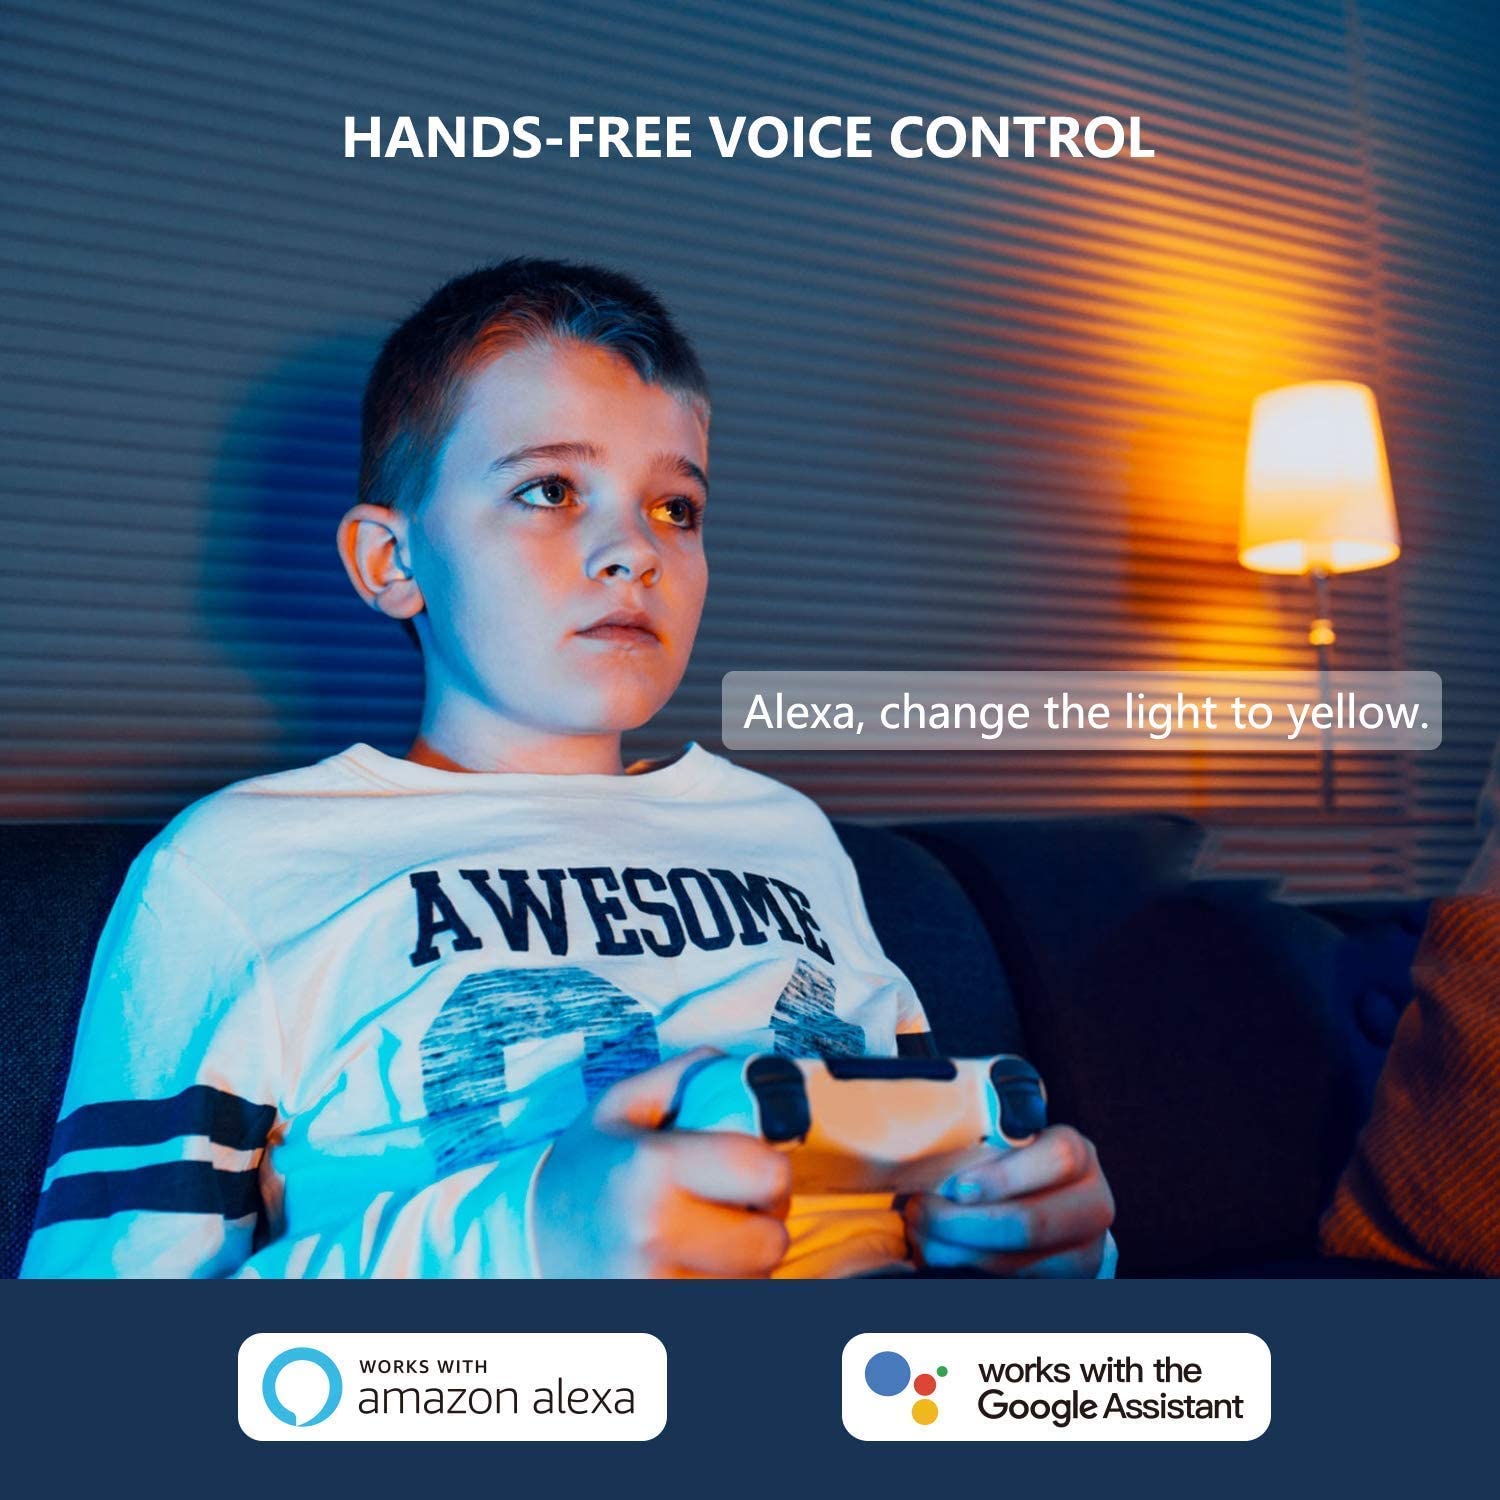 HANDS-FREE VOICE CONTROL
Alexa, change the light to yellow.
AWESOME
WORKS WITH
amazon alexa
works with the
Google Assistant